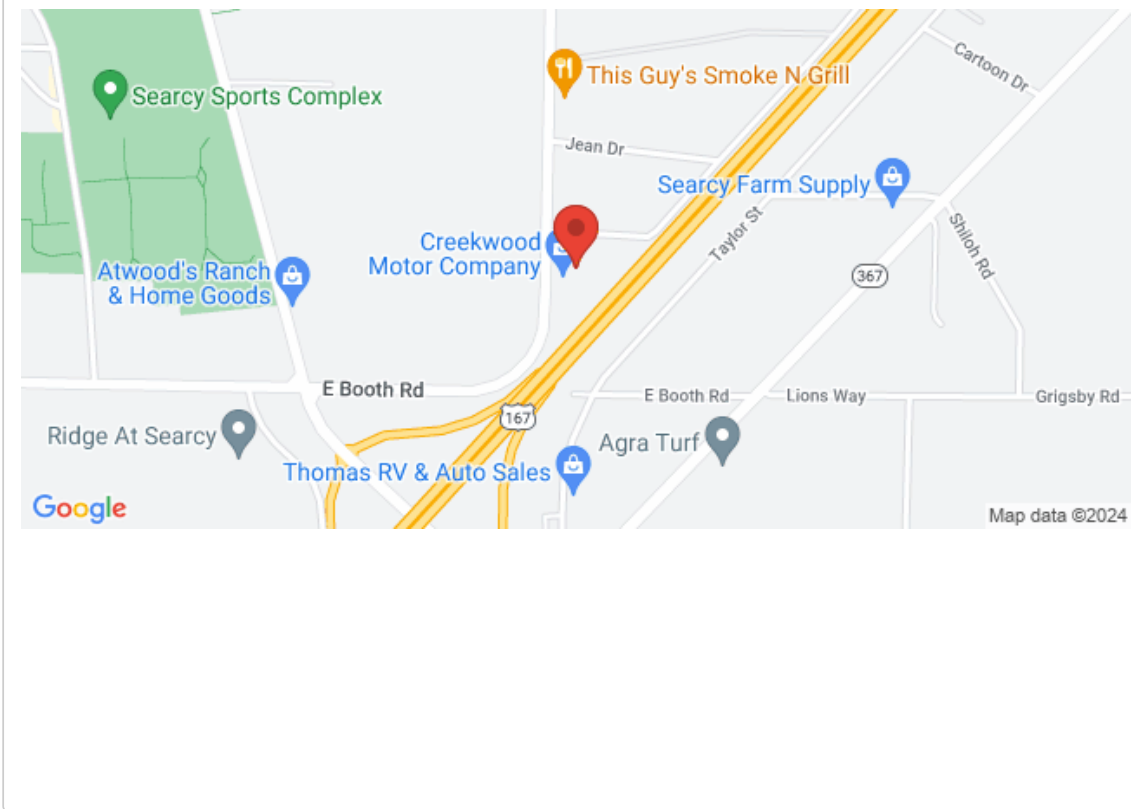 Cartoon Dr
This Guy's Smoke N Grill
Searcy Sports Complex
Jean Dr
Searcy Farm Supply
Taylor St
Shiloh Rd
Creekwood
Motor Company
367
Atwood's Ranch
& Home Goods
E Booth Rd
E Booth Rd
Lions Way
Grigsby Rd
167
Ridge At Searcy
Agra Turf
Thomas RV & Auto Sales
Google
Map data ©2024